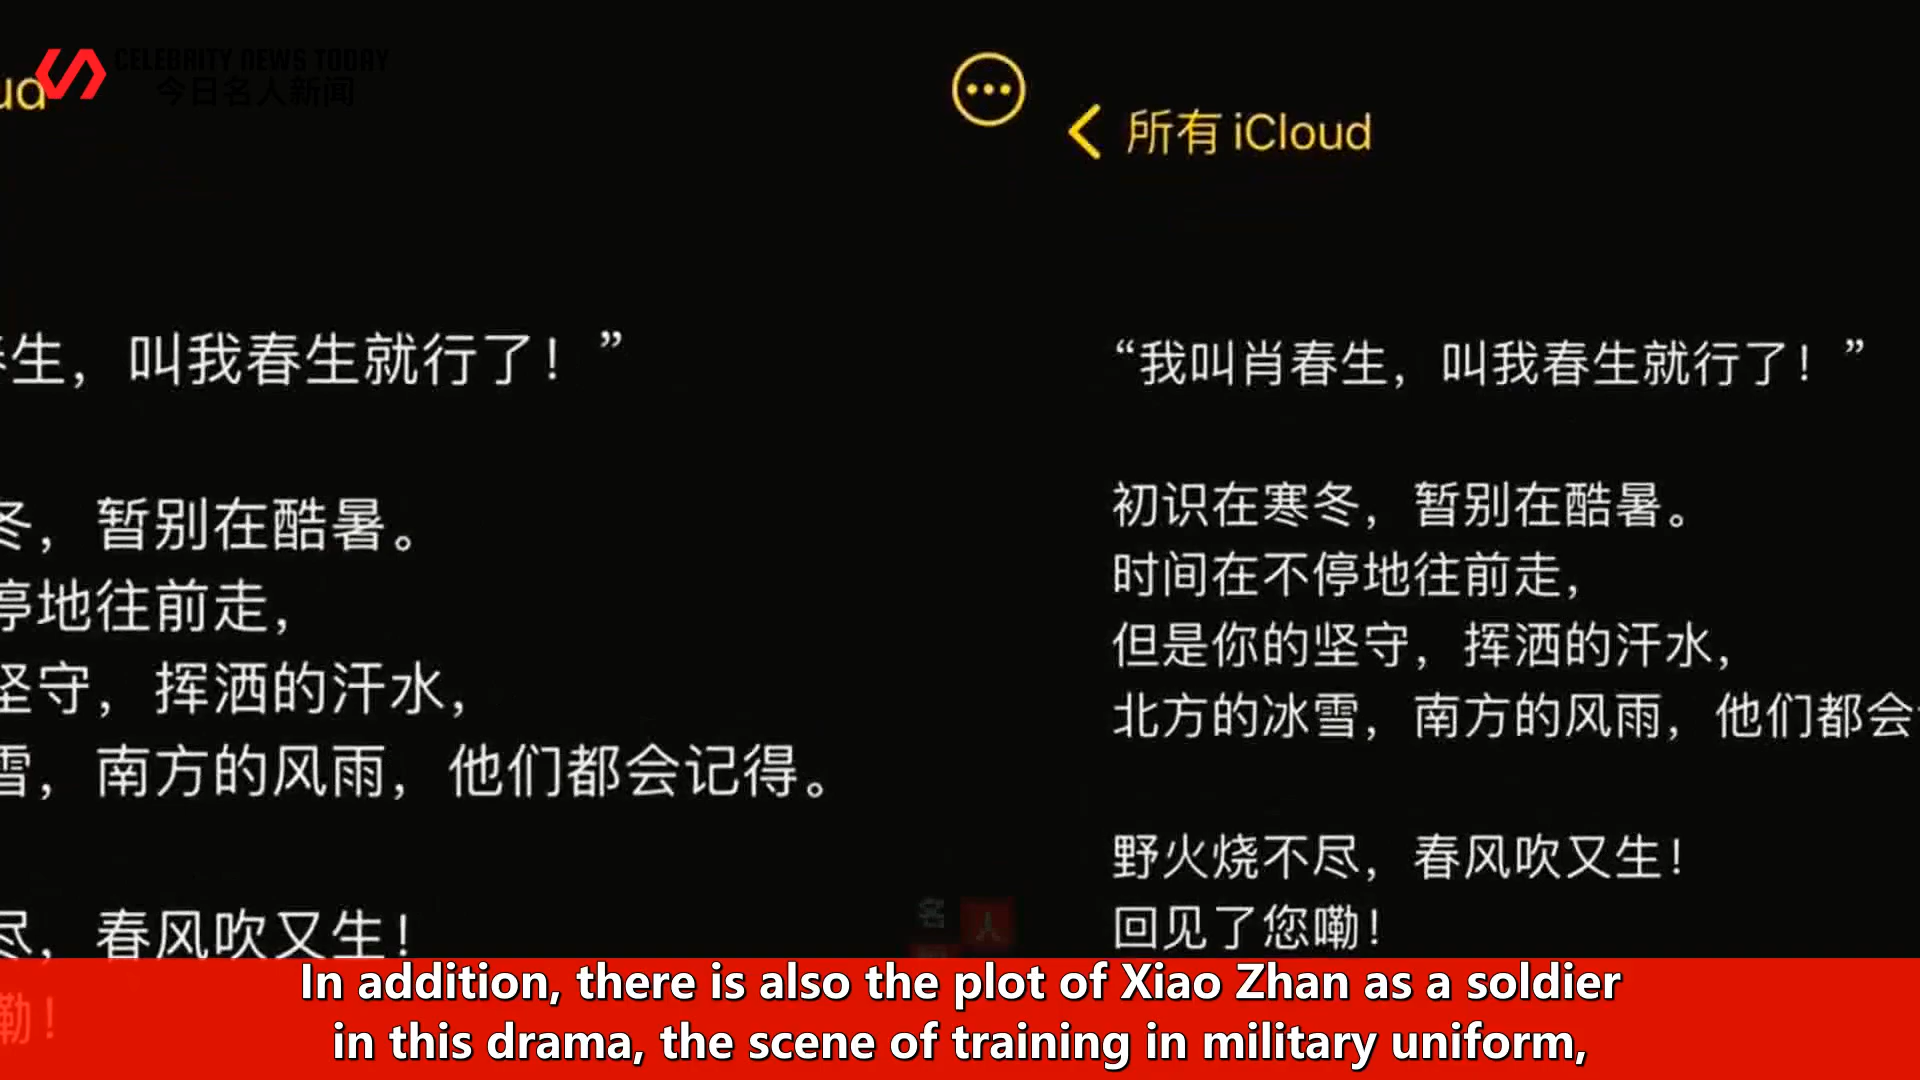 CELEBRITY NEWS TODAY
今日名人新闻
ud
生，叫我春生就行了！”
冬，暂别在酷暑。
停地往前走，
坚守，挥洒的汗水，
雪，南方的风雨，他们都会记得。
尽，春风吹又生！
嘞！
所有 iCloud
“我叫肖春生，叫我春生就行了！”
初识在寒冬，暂别在酷暑。
时间在不停地往前走，
但是你的坚守，挥洒的汗水，
北方的冰雪，南方的风雨，他们都会
野火烧不尽，春风吹又生！
回见了您嘞！
名人
In addition, there is also the plot of Xiao Zhan as a soldier
in this drama, the scene of training in military uniform,